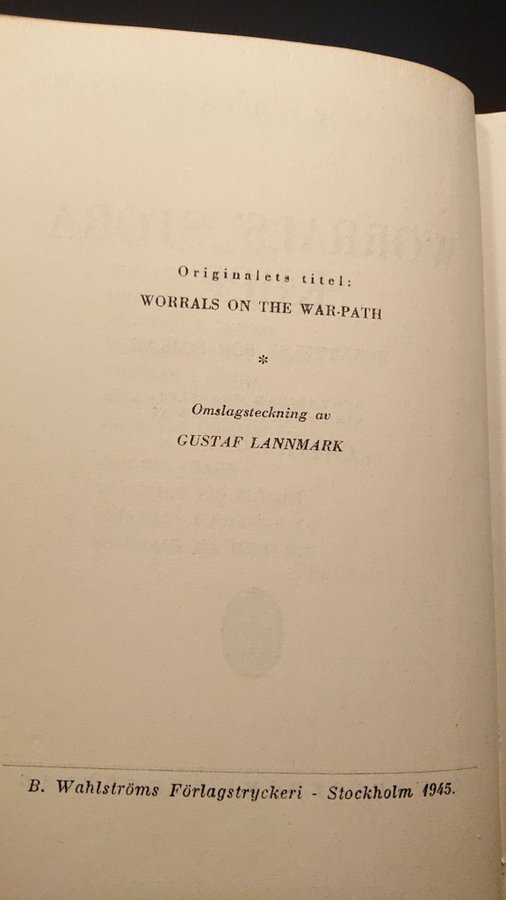 Originalets titel:
WORRALS ON THE WAR-PATH
*
Omslagsteckning av
GUSTAF LANNMARK
B. Wahlströms Förlagstryckeri - Stockholm 1945.